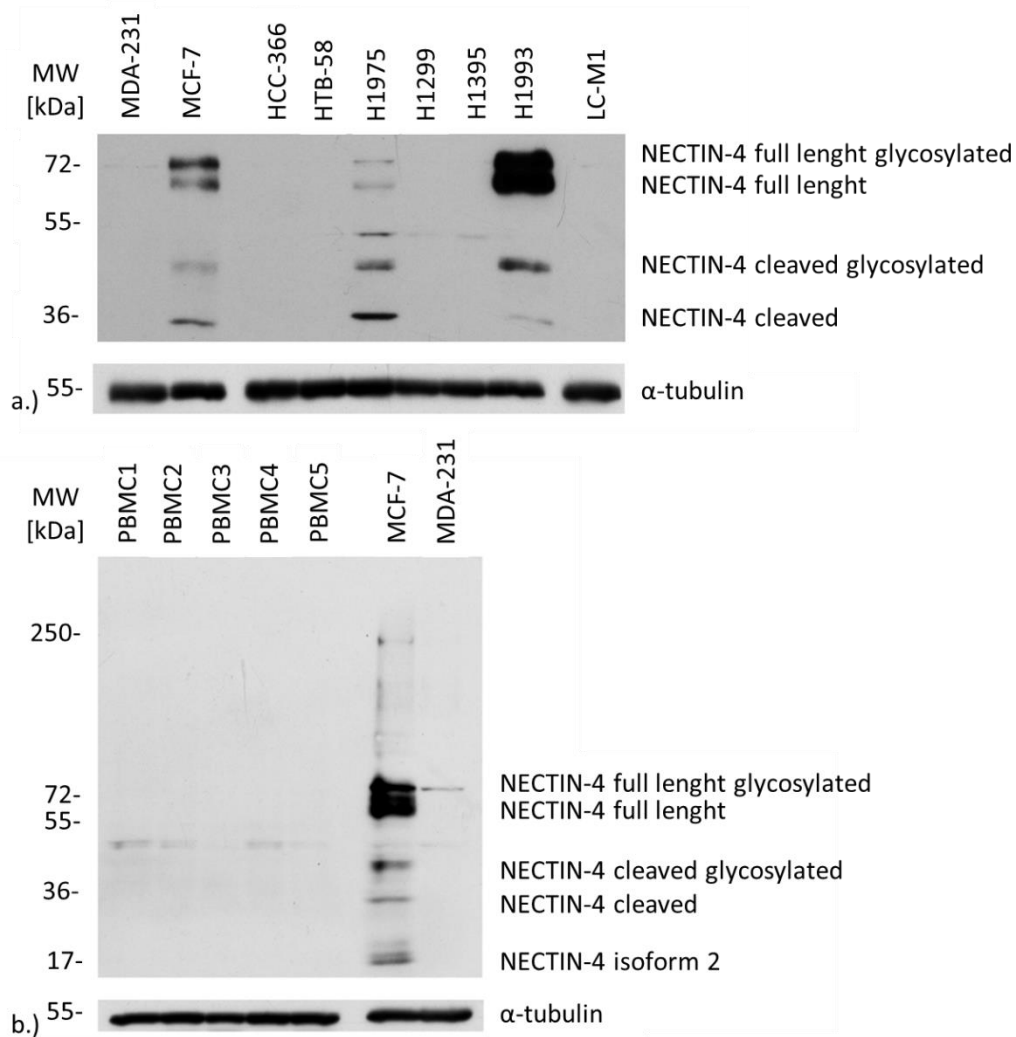 MW
[kDa]
MDA-231
MCF-7
HCC-366
HTB-58
H1975
H1299
H1395
H1993
LC-M1
72-
55-
36-
NECTIN-4 full lenght glycosylated
NECTIN-4 full lenght
NECTIN-4 cleaved glycosylated
NECTIN-4 cleaved
a.)
55-
α-tubulin
MW
[kDa]
PBMC1
PBMC2
PBMC3
PBMC4
PBMC5
MCF-7
MDA-231
250-
72-
55-
36-
17-
NECTIN-4 full lenght glycosylated
NECTIN-4 full lenght
NECTIN-4 cleaved glycosylated
NECTIN-4 cleaved
NECTIN-4 isoform 2
b.)
55-
α-tubulin